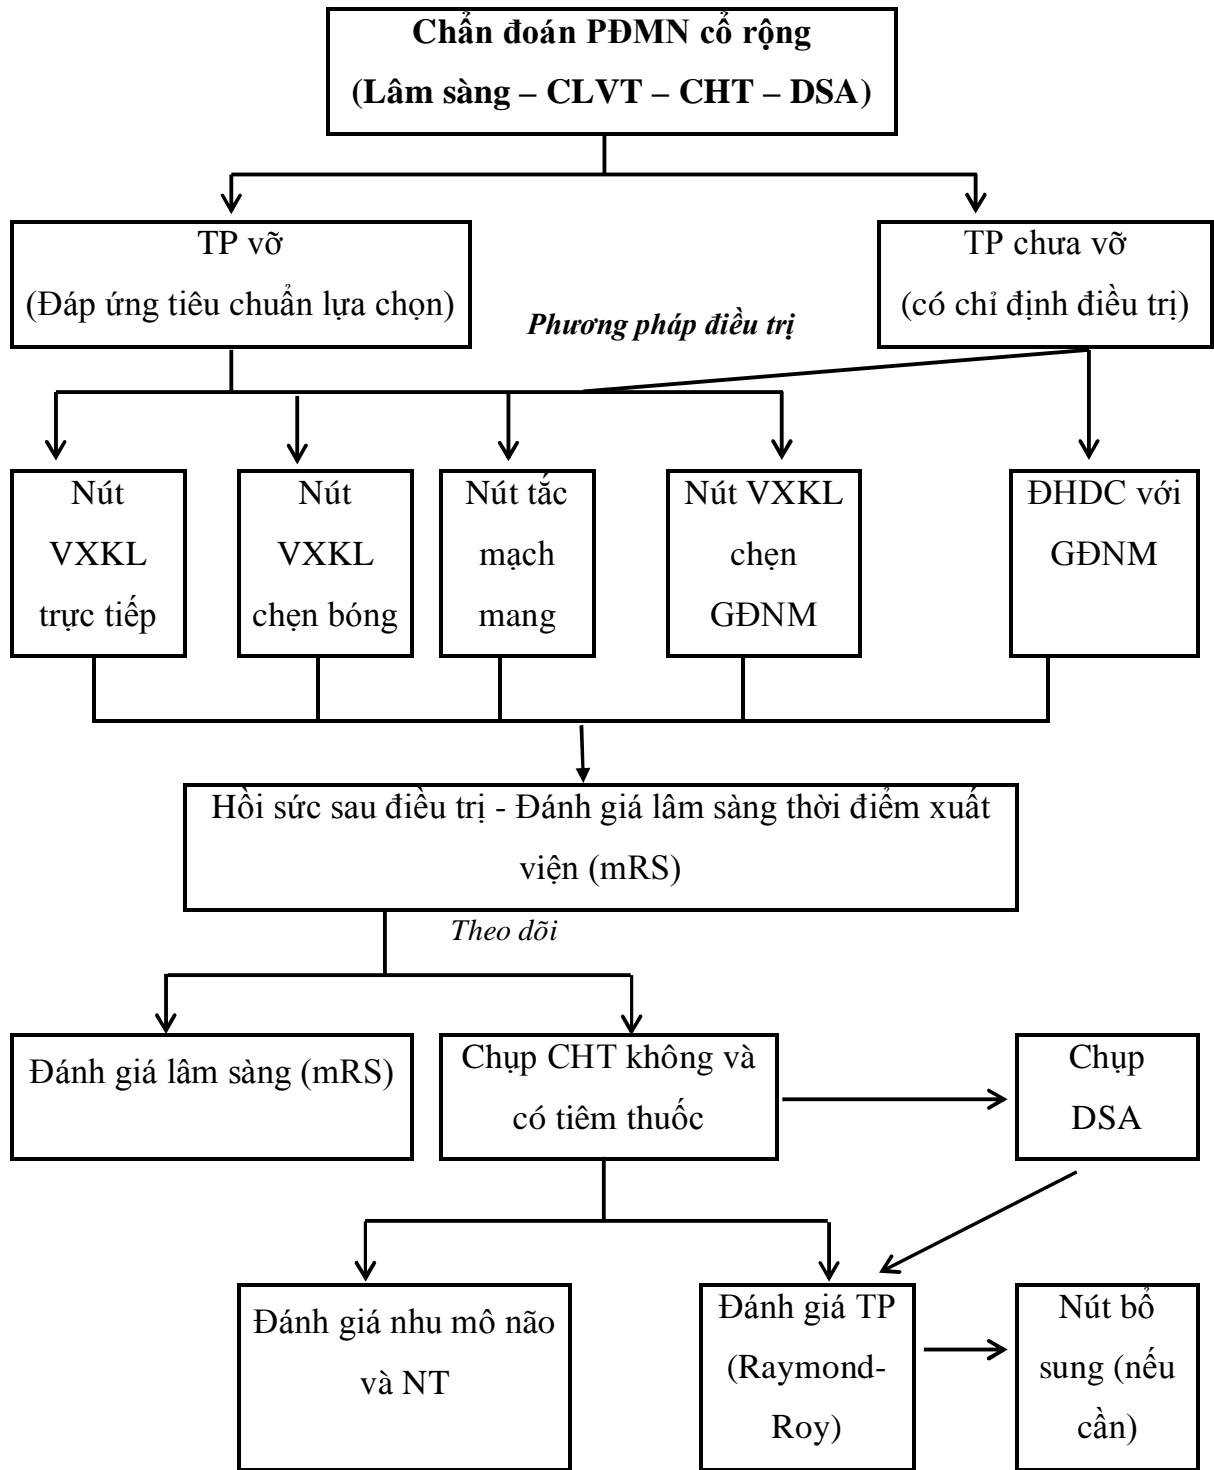 Chẩn đoán PĐMN cổ rộng
(Lâm sàng – CLVT – CHT – DSA)
TP vỡ
(Đáp ứng tiêu chuẩn lựa chọn)
TP chưa vỡ
(có chỉ định điều trị)
Phương pháp điều trị
Nút
VXKL
trực tiếp
Nút
VXKL
chẹn bóng
Nút tắc
mạch
mang
Nút VXKL
chẹn
GĐNM
ĐHDC với
GĐNM
Hồi sức sau điều trị - Đánh giá lâm sàng thời điểm xuất
viện (mRS)
Theo dõi
Đánh giá lâm sàng (mRS)
Chụp CHT không và
có tiêm thuốc
Chụp
DSA
Đánh giá nhu mô não
và NT
Đánh giá TP
(Raymond-
Roy)
Nút bổ
sung (nếu
cần)